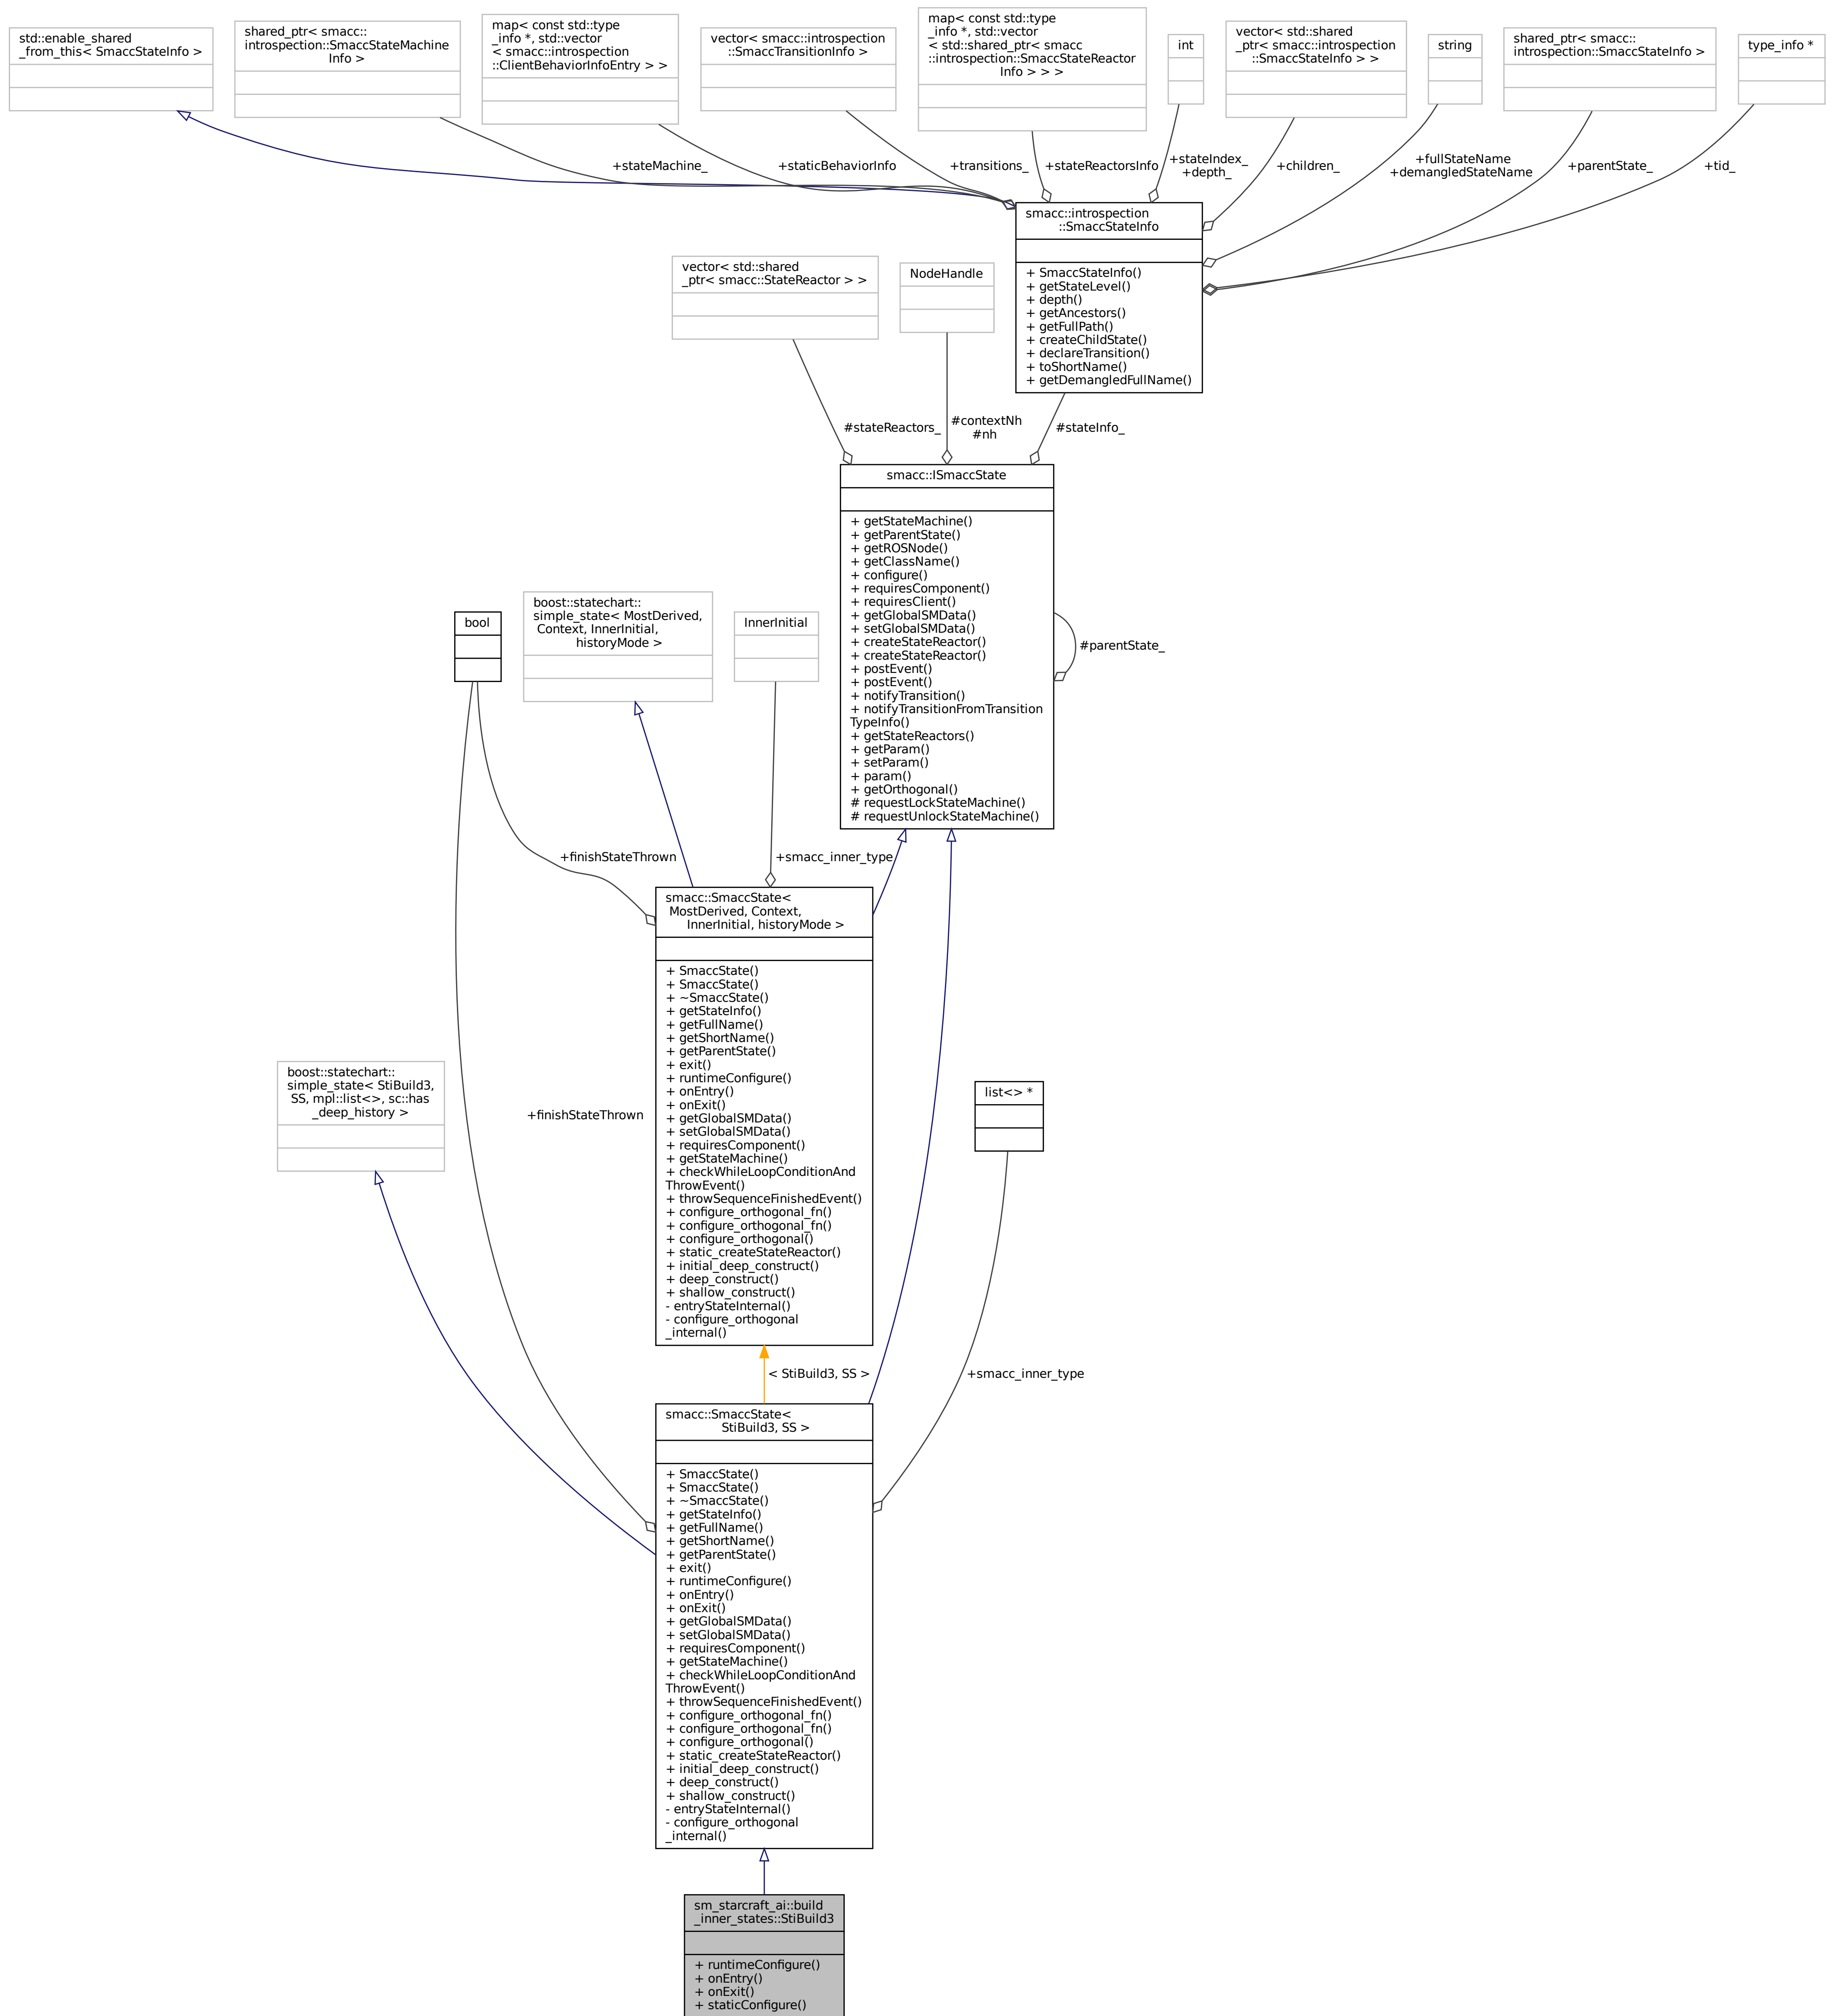 std::enable_shared
_from_this< SmaccStateInfo >
shared_ptr< smacc::
introspection::SmaccStateMachine
Info >
map< const std::type
_info *, std::vector
< smacc::introspection
::ClientBehaviorInfoEntry > >
vector< smacc::introspection
::SmaccTransitionInfo >
map< const std::type
_info *, std::vector
< std::shared_ptr< smacc
::introspection::SmaccStateReactor
Info > > >
int
vector< std::shared
_ptr< smacc::introspection
::SmaccStateInfo > >
string
shared_ptr< smacc::
introspection::SmaccStateInfo >
type_info *
+stateMachine_
+staticBehaviorInfo
+transitions_
+stateReactorsInfo
+stateIndex_
+depth_
+children_
+fullStateName
+demangledStateName
+parentState_
+tid_
smacc::introspection
::SmaccStateInfo
+ SmaccStateInfo()
+ getStateLevel()
+ depth()
+ getAncestors()
+ getFullPath()
+ createChildState()
+ declareTransition()
+ toShortName()
+ getDemangledFullName()
vector< std::shared
_ptr< smacc::StateReactor > >
NodeHandle
#stateReactors_
#contextNh
#nh
#stateInfo_
smacc::ISmaccState
+ getStateMachine()
+ getParentState()
+ getROSNode()
+ getClassName()
+ configure()
+ requiresComponent()
+ requiresClient()
+ getGlobalSMData()
+ setGlobalSMData()
+ createStateReactor()
+ createStateReactor()
+ postEvent()
+ postEvent()
+ notifyTransition()
+ notifyTransitionFromTransition
TypeInfo()
+ getStateReactors()
+ getParam()
+ setParam()
+ param()
+ getOrthogonal()
# requestLockStateMachine()
# requestUnlockStateMachine()
#parentState_
bool
boost::statechart::
simple_state< MostDerived,
Context, InnerInitial,
historyMode >
InnerInitial
+finishStateThrown
+smacc_inner_type
smacc::SmaccState<
MostDerived, Context,
InnerInitial, historyMode >
+ SmaccState()
+ SmaccState()
+ ~SmaccState()
+ getStateInfo()
+ getFullName()
+ getShortName()
+ getParentState()
+ exit()
+ runtimeConfigure()
+ onEntry()
+ onExit()
+ getGlobalSMData()
+ setGlobalSMData()
+ requiresComponent()
+ getStateMachine()
+ checkWhileLoopConditionAnd
ThrowEvent()
+ throwSequenceFinishedEvent()
+ configure_orthogonal_fn()
+ configure_orthogonal_fn()
+ configure_orthogonal()
+ static_createStateReactor()
+ initial_deep_construct()
+ deep_construct()
+ shallow_construct()
- entryStateInternal()
- configure_orthogonal
_internal()
boost::statechart::
simple_state< StiBuild3,
SS, mpl::list<>, sc::has
_deep_history >
+finishStateThrown
list<> *
< StiBuild3, SS >
+smacc_inner_type
smacc::SmaccState<
StiBuild3, SS >
+ SmaccState()
+ SmaccState()
+ ~SmaccState()
+ getStateInfo()
+ getFullName()
+ getShortName()
+ getParentState()
+ exit()
+ runtimeConfigure()
+ onEntry()
+ onExit()
+ getGlobalSMData()
+ setGlobalSMData()
+ requiresComponent()
+ getStateMachine()
+ checkWhileLoopConditionAnd
ThrowEvent()
+ throwSequenceFinishedEvent()
+ configure_orthogonal_fn()
+ configure_orthogonal_fn()
+ configure_orthogonal()
+ static_createStateReactor()
+ initial_deep_construct()
+ deep_construct()
+ shallow_construct()
- entryStateInternal()
- configure_orthogonal
_internal()
sm_starcraft_ai::build
_inner_states::StiBuild3
+ runtimeConfigure()
+ onEntry()
+ onExit()
+ staticConfigure()